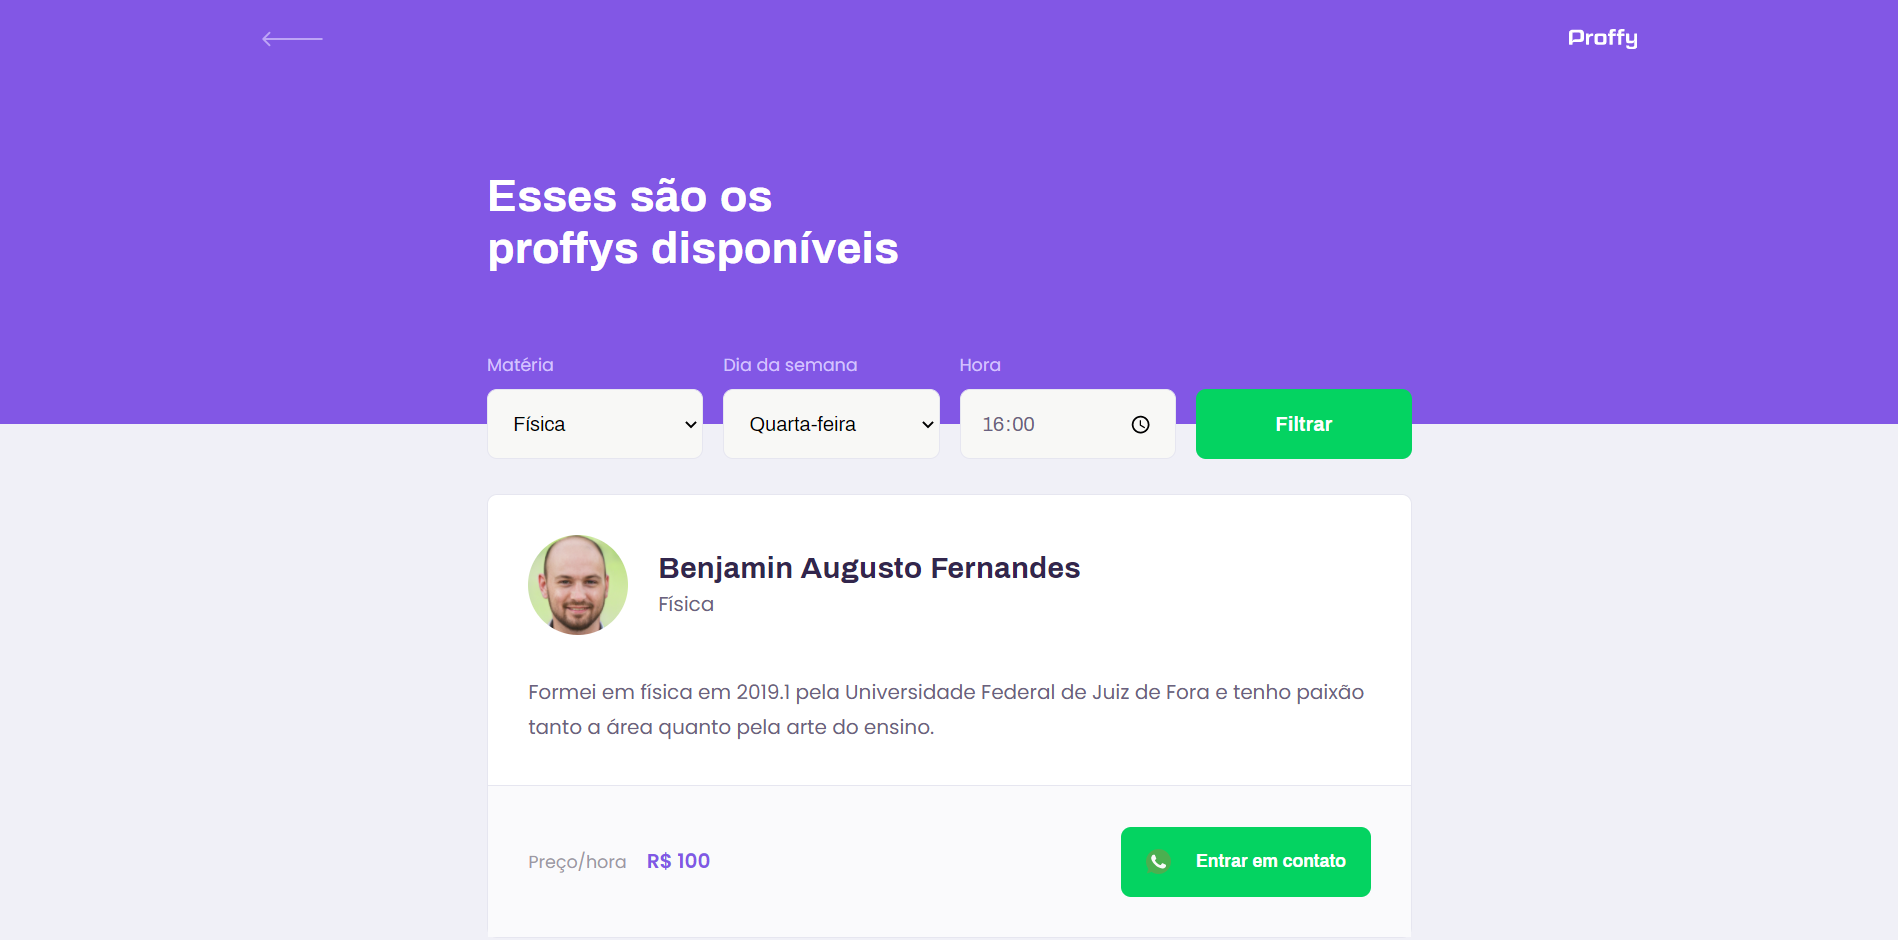 Proffy
Esses são os
proffys disponíveis
Matéria
Dia da semana
Hora
Física
Quarta-feira
16:00
Filtrar
Benjamin Augusto Fernandes
Física
Formei em física em 2019.1 pela Universidade Federal de Juiz de Fora e tenho paixão
tanto a área quanto pela arte do ensino.
Preço/hora R$ 100
Entrar em contato